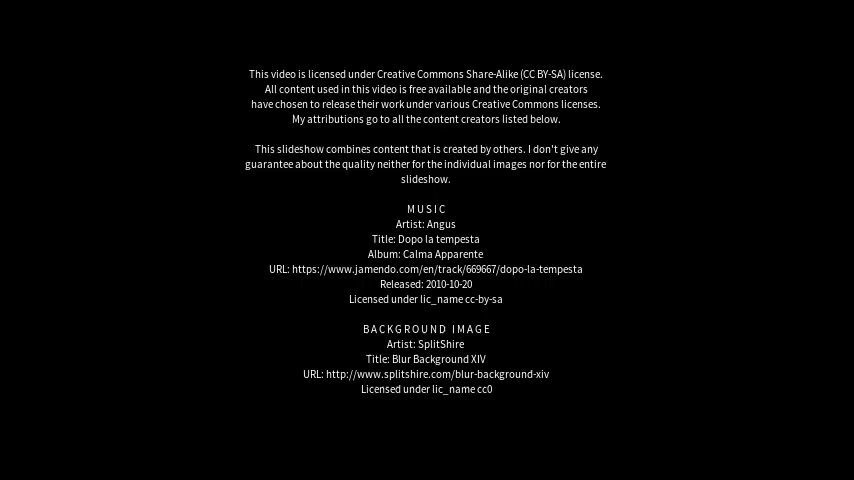 This video is licensed under Creative Commons Share-Alike (CC BY-SA) license.
All content used in this video is free available and the original creators
have chosen to release their work under various Creative Commons licenses.
My attributions go to all the content creators listed below.
This slideshow combines content that is created by others. I don't give any
guarantee about the quality neither for the individual images nor for the entire
slideshow.
MUSIC
Artist: Angus
Title: Dopo la tempesta
Album: Calma Apparente
URL: https://www.jamendo.com/en/track/669667/dopo-la-tempesta
Released: 2010-10-20
Licensed under lic_name cc-by-sa
BACKGROUND IMAGE
Artist: SplitShire
Title: Blur Background XIV
URL: http://www.splitshire.com/blur-background-xiv
Licensed under lic_name cc0